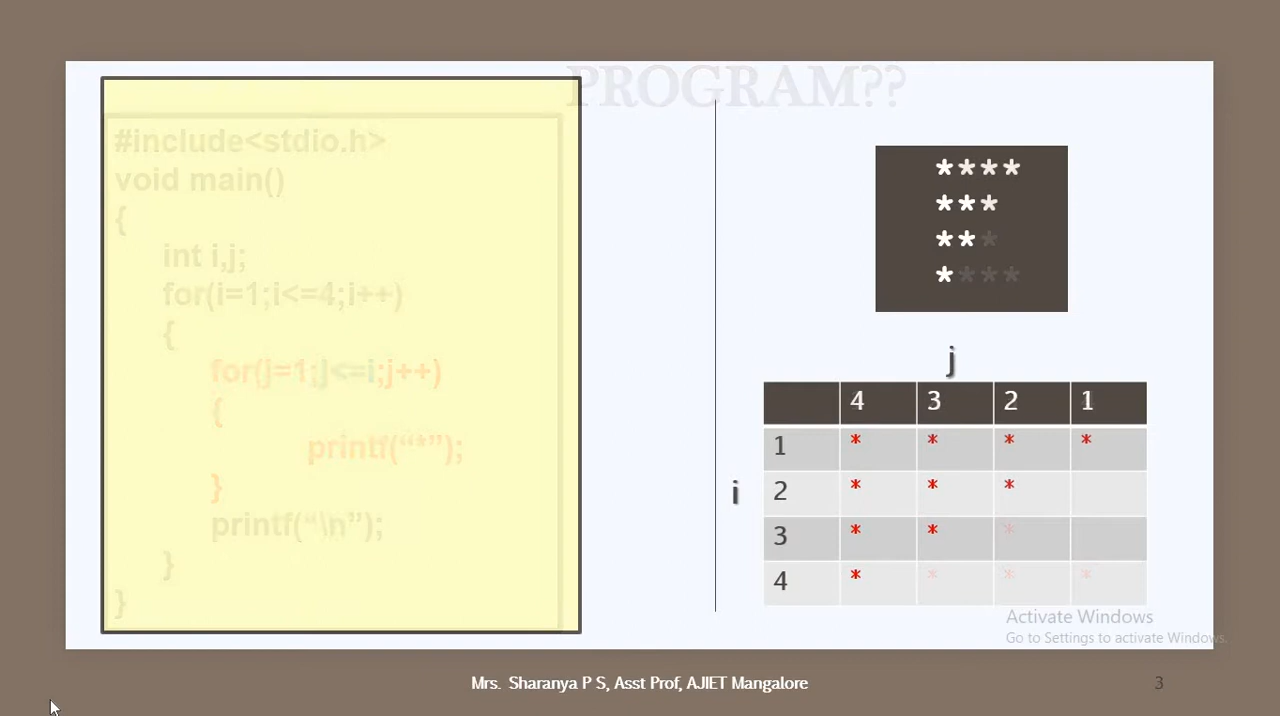 PROGRAM??
#include<stdio.h>
void main()
{
int i,j;
for(i=1;i<=4;i++)
{
for(j=1;j<=i;j++)
{
printf(“*”);
}
printf(“\n”);
}
}
****
***
***
****
j
4 3 2 1
1 * * * *
i 2 * * *
3 * * *
4 * * * *
Activate Windows
Go to Settings to activate Windows.
Mrs. Sharanya P S, Asst Prof, AJIET Mangalore
3